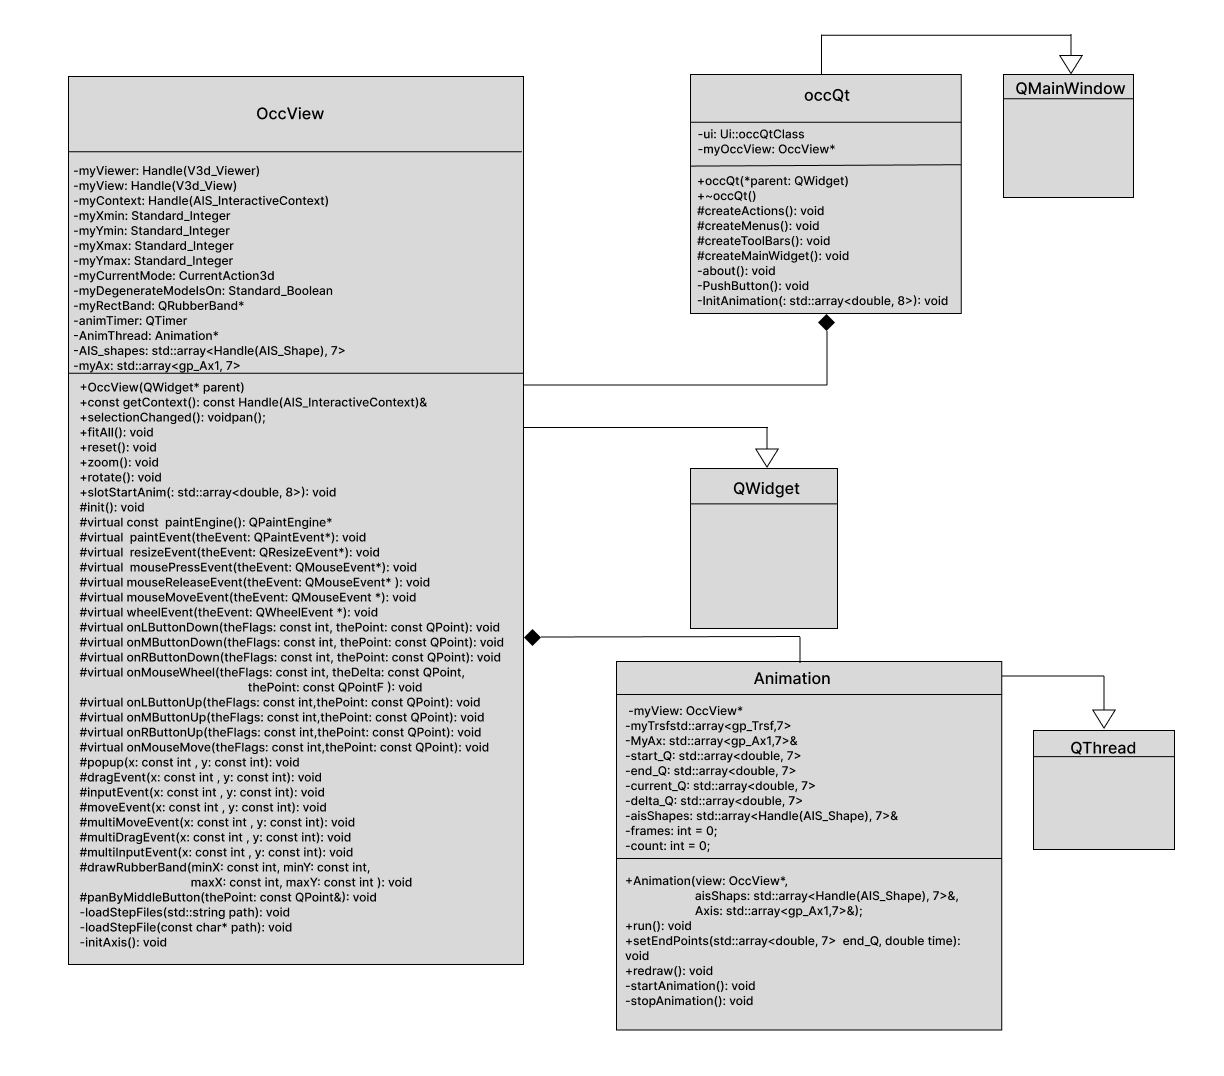 OccView
-myViewer: Handle(V3d_Viewer)
-myView: Handle(V3d_View)
-myContext: Handle(AIS_InteractiveContext)
-myXmin: Standard_Integer
-myYmin: Standard_Integer
-myXmax: Standard_Integer
-myYmax: Standard_Integer
-myCurrentMode: CurrentAction3d
-myDegenerateModeIsOn: Standard_Boolean
-myRectBand: QRubberBand*
-animTimer: QTimer
-AnimThread: Animation*
-AIS_shapes: std::array<Handle(AIS_Shape), 7>
-myAx: std::array<gp_Ax1, 7>
+OccView(QWidget* parent)
+const getContext(): const Handle(AIS_InteractiveContext)&
+selectionChanged(): voidpan();
+fitAll(): void
+reset(): void
+zoom(): void
+rotate(): void
+slotStartAnim(: std::array<double, 8>): void
#init(): void
#virtual const  paintEngine(): QPaintEngine*
#virtual  paintEvent(theEvent: QPaintEvent*): void
#virtual  resizeEvent(theEvent: QResizeEvent*): void
#virtual  mousePressEvent(theEvent: QMouseEvent*): void
#virtual mouseReleaseEvent(theEvent: QMouseEvent* ): void
#virtual mouseMoveEvent(theEvent: QMouseEvent *): void
#virtual wheelEvent(theEvent: QWheelEvent *): void
#virtual onLButtonDown(theFlags: const int, thePoint: const QPoint): void
#virtual onMButtonDown(theFlags: const int, thePoint: const QPoint): void
#virtual onRButtonDown(theFlags: const int, thePoint: const QPoint): void
#virtual onMouseWheel(theFlags: const int, theDelta: const QPoint,
thePoint: const QPointF ): void
#virtual onLButtonUp(theFlags: const int,thePoint: const QPoint): void
#virtual onMButtonUp(theFlags: const int,thePoint: const QPoint): void
#virtual onRButtonUp(theFlags: const int,thePoint: const QPoint): void
#virtual onMouseMove(theFlags: const int,thePoint: const QPoint): void
#popup(x: const int , y: const int): void
#dragEvent(x: const int , y: const int): void
#inputEvent(x: const int , y: const int): void
#moveEvent(x: const int , y: const int): void
#multiMoveEvent(x: const int , y: const int): void
#multiDragEvent(x: const int , y: const int): void
#multiInputEvent(x: const int , y: const int): void
#drawRubberBand(minX: const int, minY: const int,
maxX: const int, maxY: const int ): void
#panByMiddleButton(thePoint: const QPoint&): void
-loadStepFiles(std::string path): void
-loadStepFile(const char* path): void
-initAxis(): void
occQt
-ui: Ui::occQtClass
-myOccView: OccView*
+occQt(*parent: QWidget)
+~occQt()
#createActions(): void
#createMenus(): void
#createToolBars(): void
#createMainWidget(): void
-about(): void
-PushButton(): void
-InitAnimation(: std::array<double, 8>): void
QMainWindow
QWidget
Animation
-myView: OccView*
-myTrsfstd::array<gp_Trsf,7>
-MyAx: std::array<gp_Ax1,7>&
-start_Q: std::array<double, 7>
-end_Q: std::array<double, 7>
-current_Q: std::array<double, 7>
-delta_Q: std::array<double, 7>
-aisShapes: std::array<Handle(AIS_Shape), 7>&
-frames: int = 0;
-count: int = 0;
+Animation(view: OccView*,
aisShaps: std::array<Handle(AIS_Shape), 7>&,
Axis: std::array<gp_Ax1,7>&);
+run(): void
+setEndPoints(std::array<double, 7>  end_Q, double time):
void
+redraw(): void
-startAnimation(): void
-stopAnimation(): void
QThread